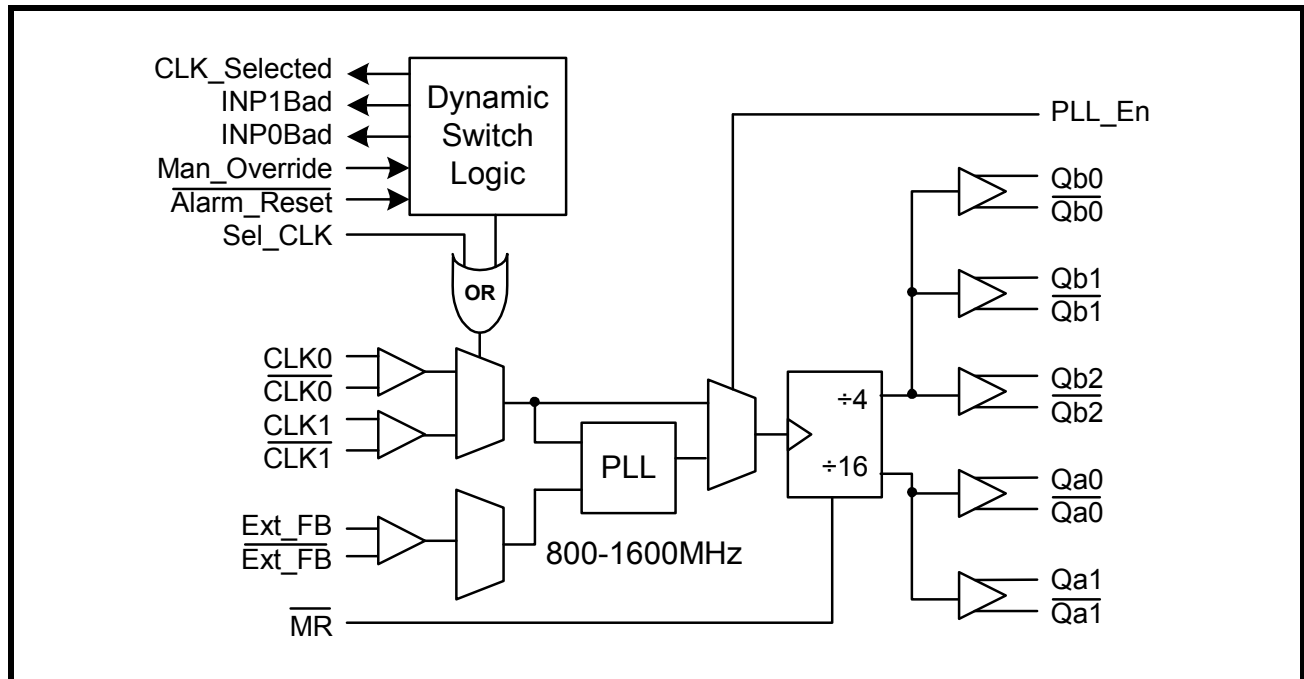 CLK_Selected
INP1Bad
INP0Bad
Man_Override
Alarm_Reset
Sel_CLK
Dynamic
Switch
Logic
OR
PLL_En
CLK0
CLK0
CLK1
CLK1
Ext_FB
Ext_FB
MR
PLL
800-1600MHz
÷4
÷16
Qb0
Qb0
Qb1
Qb1
Qb2
Qb2
Qa0
Qa0
Qa1
Qa1